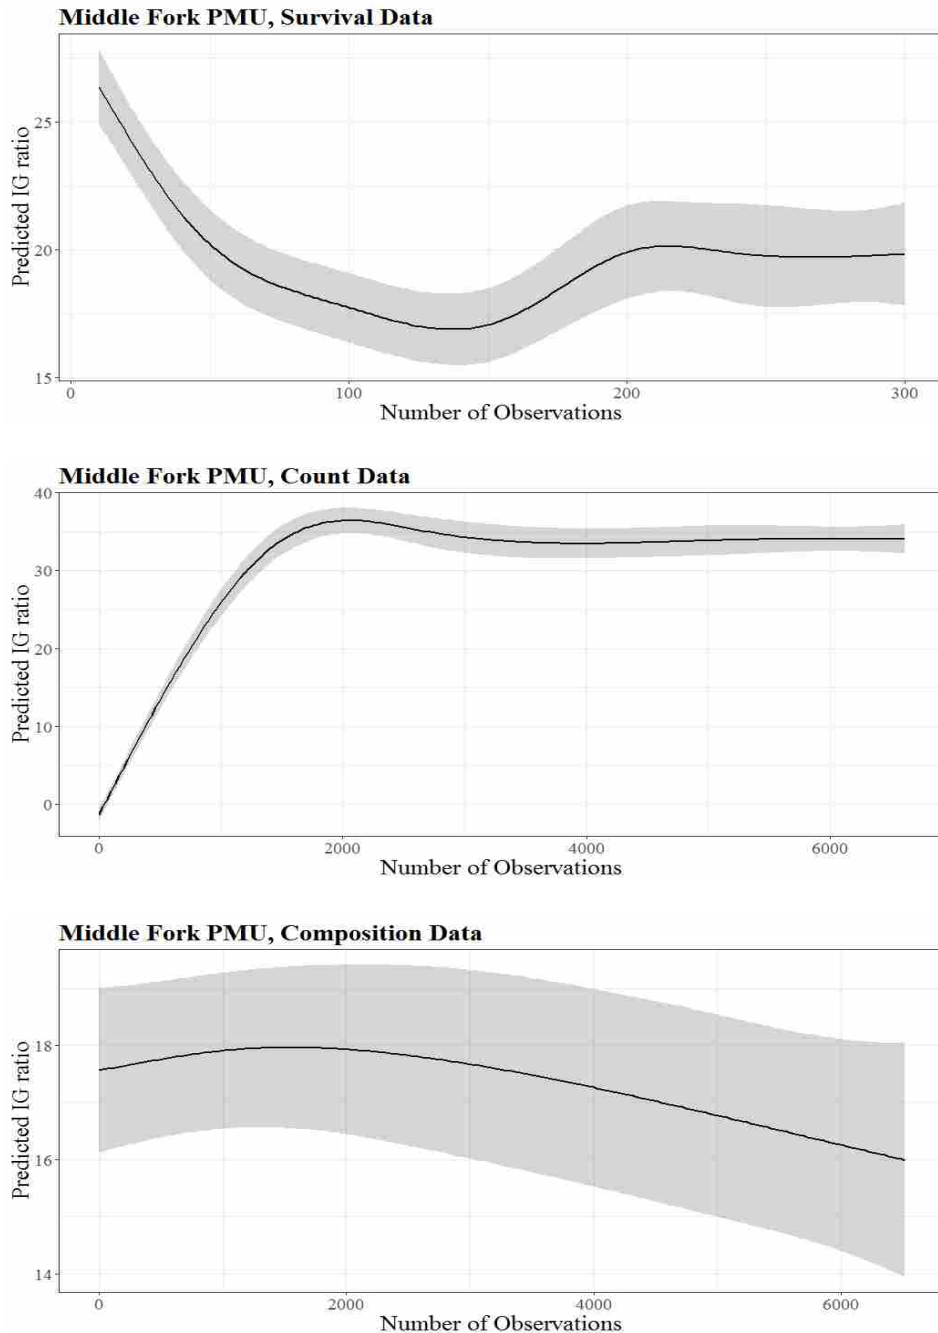 Middle Fork PMU, Survival Data
Predicted IG ratio
25
20
15
0 100 200 300
Number of Observations
Middle Fork PMU, Count Data
Predicted IG ratio
40
30
20
10
0
0 2000 4000 6000
Number of Observations
Middle Fork PMU, Composition Data
Predicted IG ratio
18
16
14
0 2000 4000 6000
Number of Observations